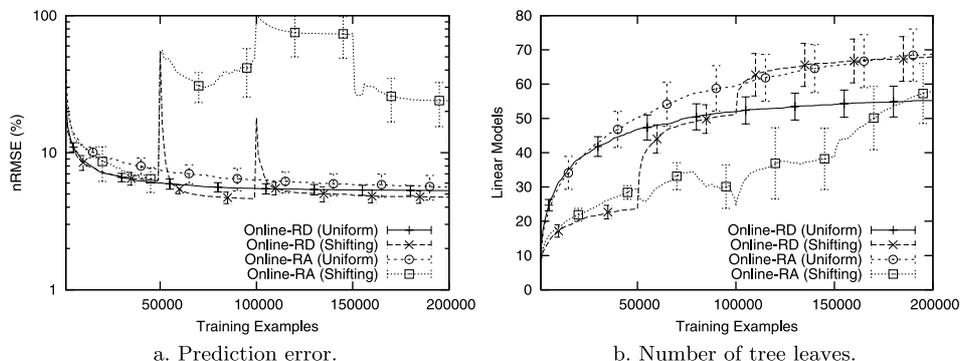 100
10
1
nRMSE (%)
50000
100000
150000
200000
Training Examples
Online-RD (Uniform)
Online-RD (Shifting)
Online-RA (Uniform)
Online-RA (Shifting)
a. Prediction error.
80
70
60
50
40
30
20
10
0
Linear Models
50000
100000
150000
200000
Training Examples
Online-RD (Uniform)
Online-RD (Shifting)
Online-RA (Uniform)
Online-RA (Shifting)
b. Number of tree leaves.